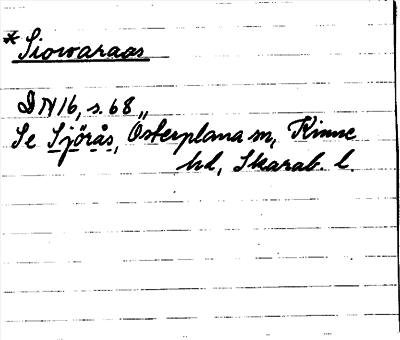 *Siowaraas
DN16, s. 68
Se Sjörås, Österplana sn, Kinne
hd, Skarab. l.